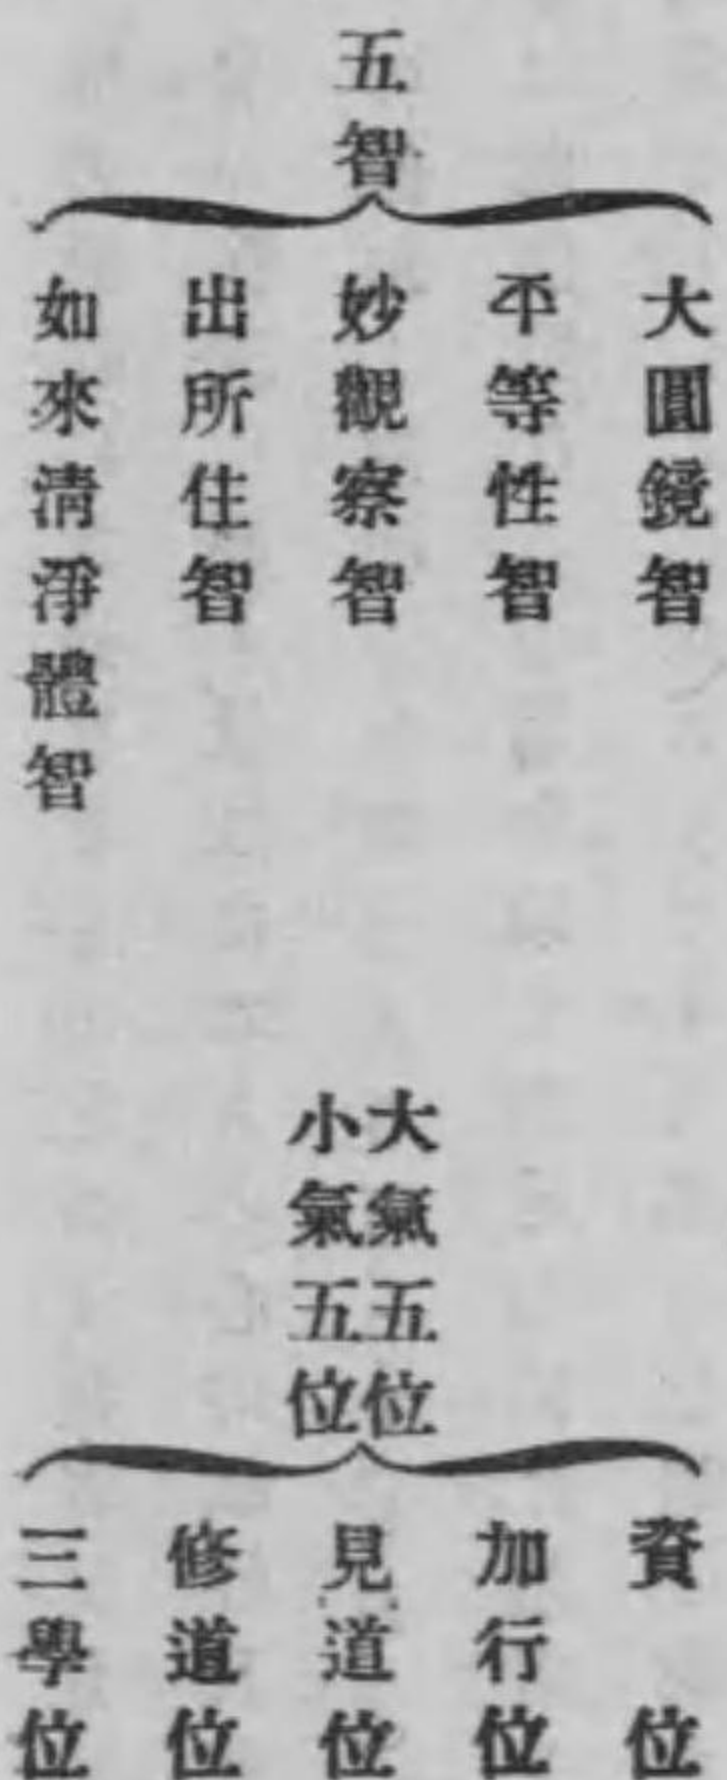 五智
大圓鏡智
平等性智
妙觀察智
出所住智
如來清淨體智
大氣五位
小氣五位
資位
加行位
見道位
修道位
三學位